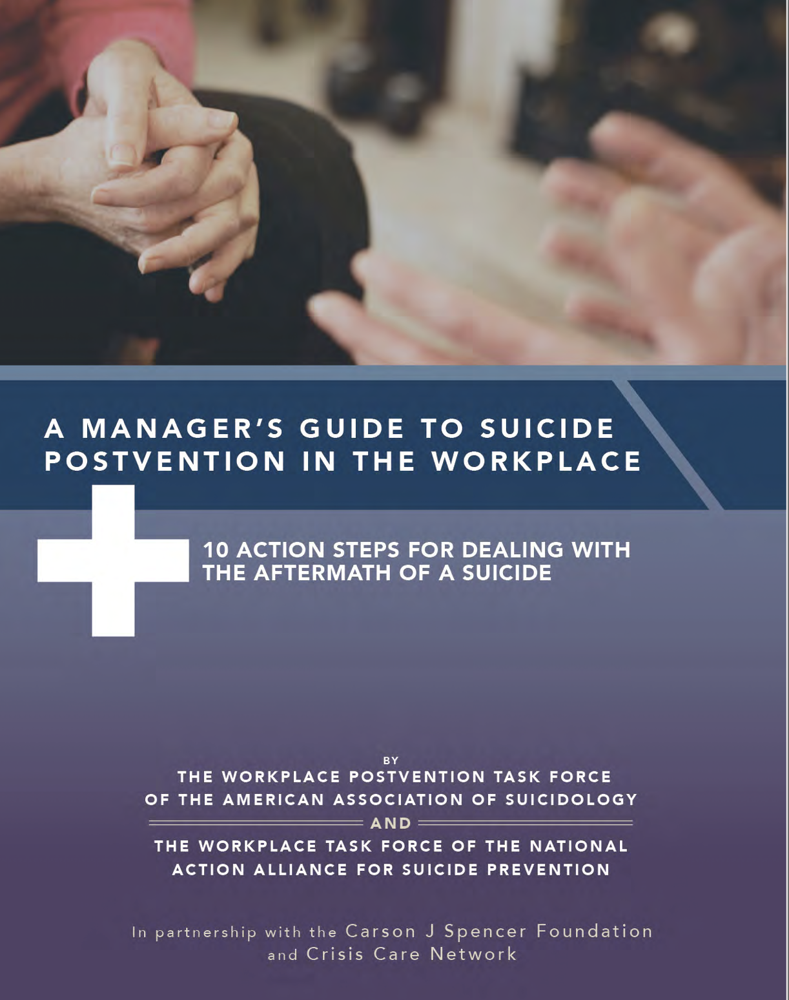 A MANAGER’S GUIDE TO SUICIDE
POSTVENTION IN THE WORKPLACE
10 ACTION STEPS FOR DEALING WITH
THE AFTERMATH OF A SUICIDE
BY
THE WORKPLACE POSTVENTION TASK FORCE
OF THE AMERICAN ASSOCIATION OF SUICIDOLOGY
AND
THE WORKPLACE TASK FORCE OF THE NATIONAL
ACTION ALLIANCE FOR SUICIDE PREVENTION
In partnership with the Carson J Spencer Foundation
and Crisis Care Network